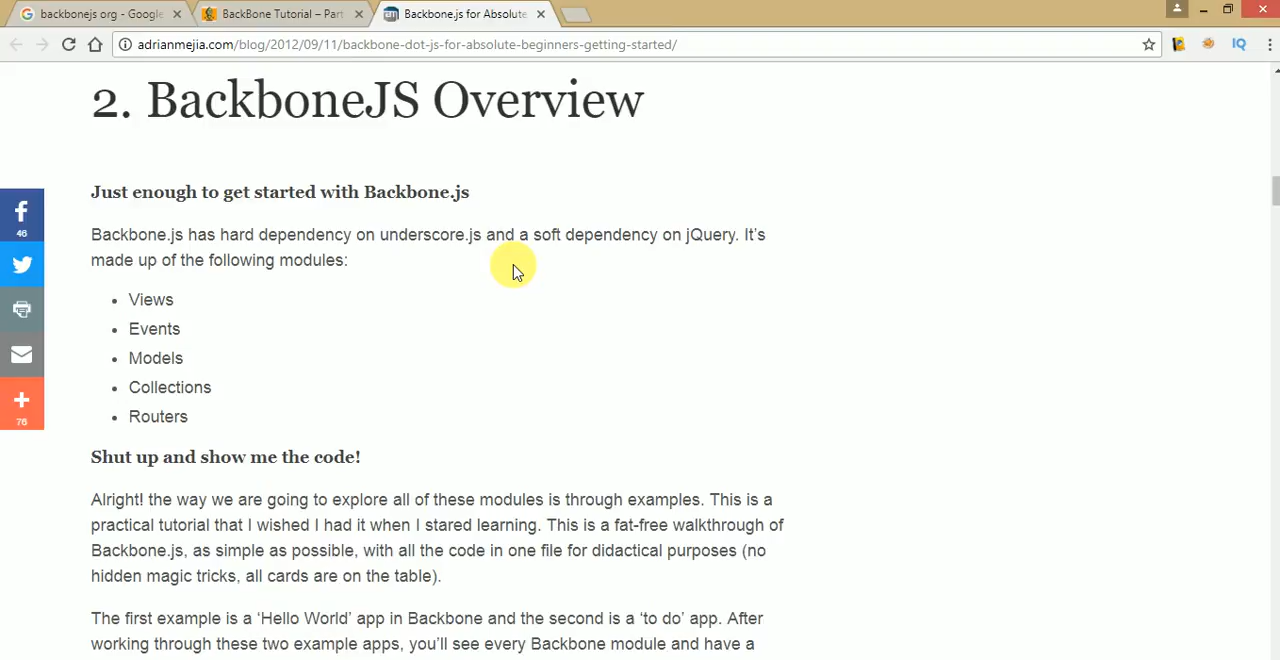 backbonejs org - Google
BackBone Tutorial – Part
Backbone.js for Absolute
adrianmejia.com/blog/2012/09/11/backbone-dot-js-for-absolute-beginners-getting-started/
IQ
2. BackboneJS Overview
Just enough to get started with Backbone.js
46
Backbone.js has hard dependency on underscore.js and a soft dependency on jQuery. It’s
made up of the following modules:
• Views
• Events
• Models
• Collections
• Routers
76
Shut up and show me the code!
Alright! the way we are going to explore all of these modules is through examples. This is a
practical tutorial that I wished I had it when I stared learning. This is a fat-free walkthrough of
Backbone.js, as simple as possible, with all the code in one file for didactical purposes (no
hidden magic tricks, all cards are on the table).
The first example is a ‘Hello World’ app in Backbone and the second is a ‘to do’ app. After
working through these two example apps, you’ll see every Backbone module and have a